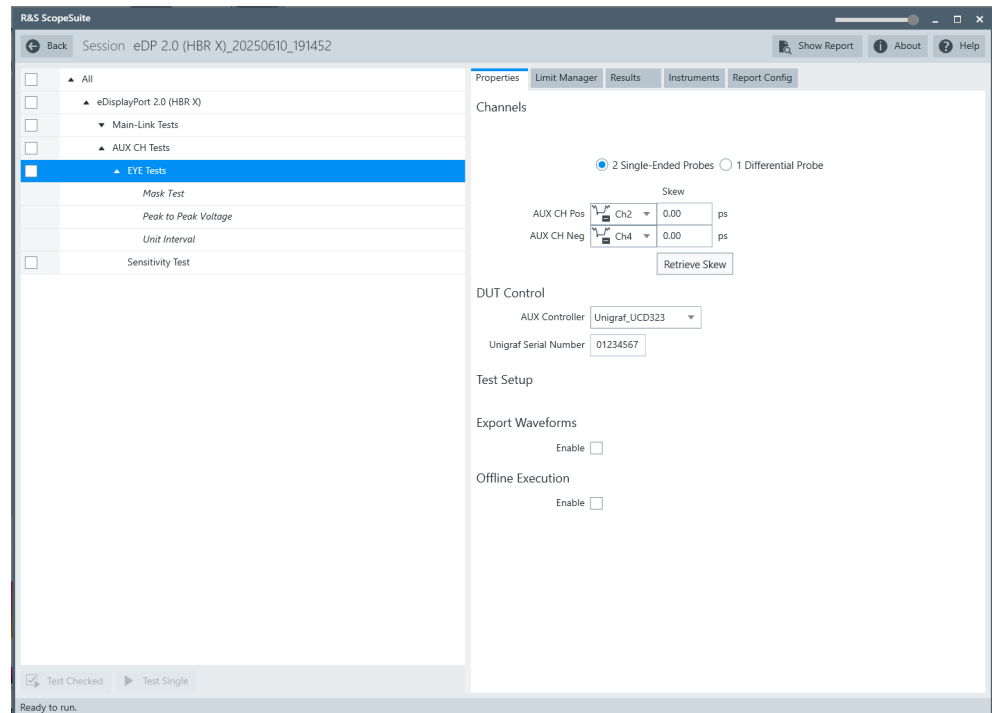 R&S ScopeSuite
Back Session eDP 2.0 (HBR X)_20250610_191452 Show Report About Help
All
eDisplayPort 2.0 (HBR X)
Main-Link Tests
AUX CH Tests
EYE Tests
Mask Test
Peak to Peak Voltage
Unit Interval
Sensitivity Test
Properties Limit Manager Results Instruments Report Config
Channels
2 Single-Ended Probes 1 Differential Probe
Skew
AUX CH Pos Ch2 0.00 ps
AUX CH Neg Ch4 0.00 ps
Retrieve Skew
DUT Control
AUX Controller Unigraf_UCD323
Unigraf Serial Number 01234567
Test Setup
Export Waveforms
Enable
Offline Execution
Enable
Test Checked Test Single
Ready to run.